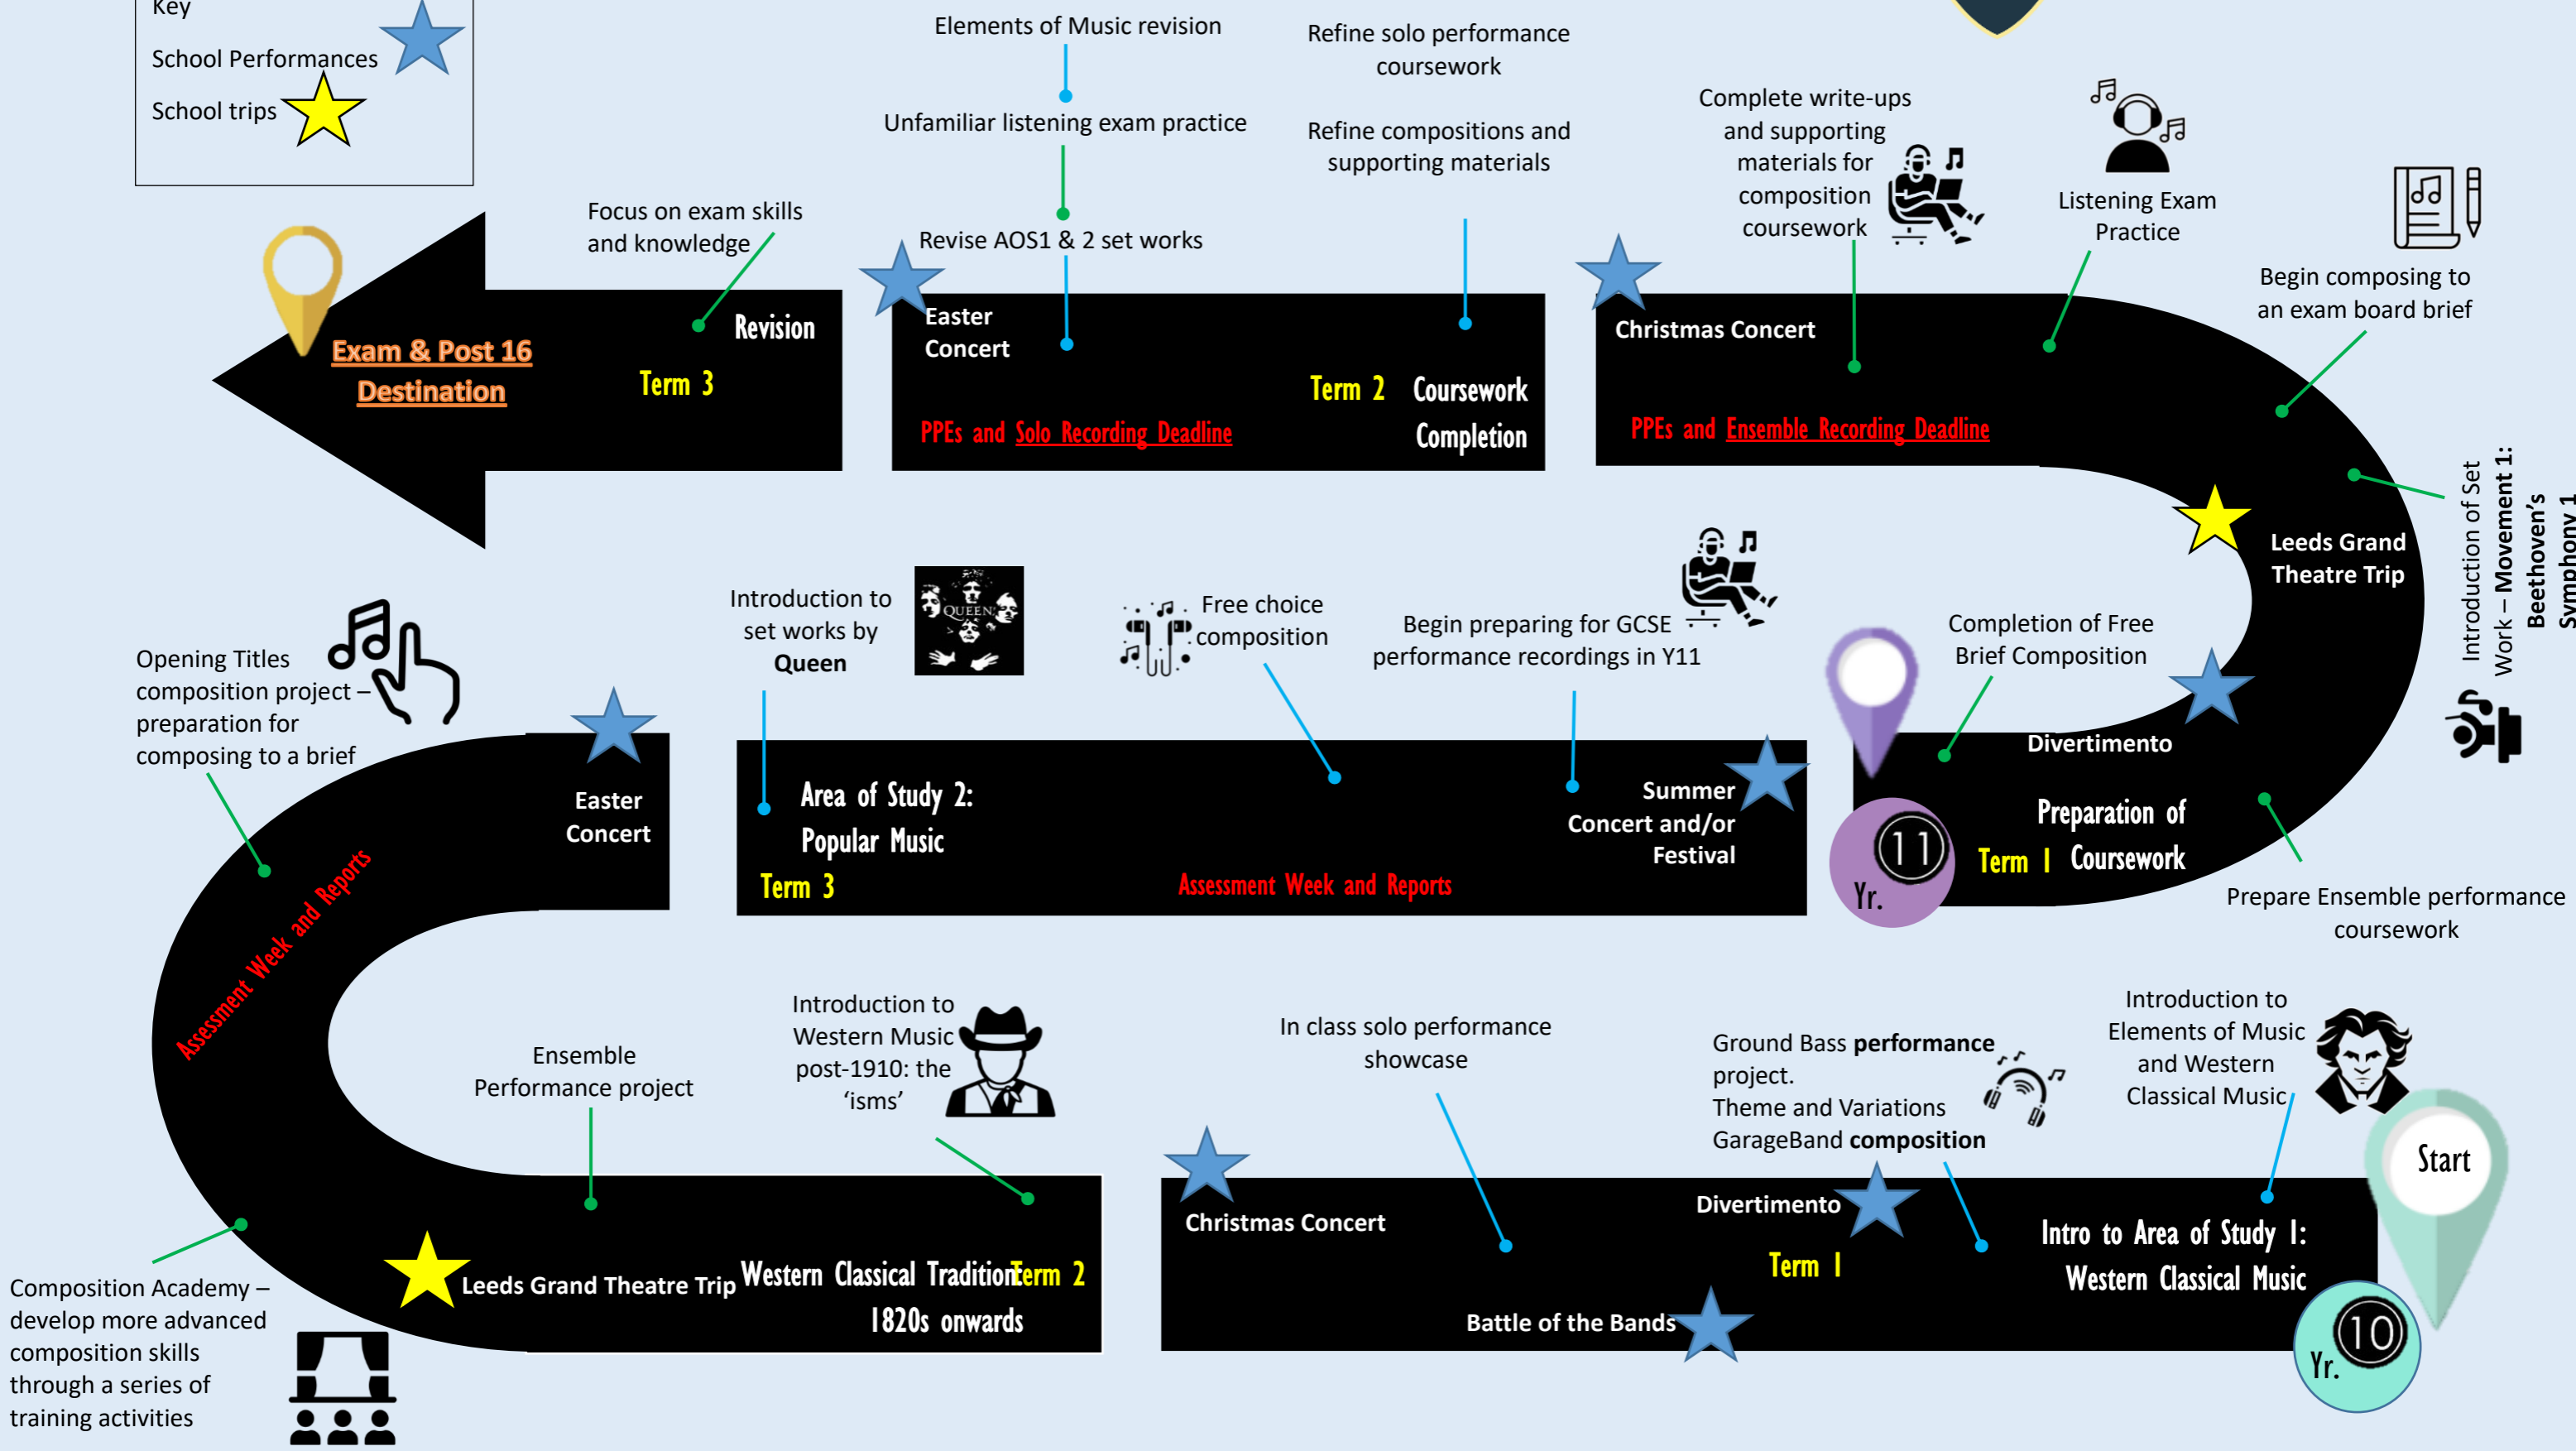 Key
School Performances
School trips
Elements of Music revision
Unfamiliar listening exam practice
Revise AOS1 & 2 set works
Refine solo performance
coursework
Refine compositions and
supporting materials
Complete write-ups
and supporting
materials for
composition
coursework
Listening Exam
Practice
Begin composing to
an exam board brief
Focus on exam skills
and knowledge
Exam & Post 16
Destination
Revision
Term 3
Easter
Concert
Term 2
Coursework
Completion
PPEs and Solo Recording Deadline
Christmas Concert
PPEs and Ensemble Recording Deadline
Leeds Grand
Theatre Trip
Introduction of Set
Work – Movement 1:
Beethoven's
Symphony 1
Opening Titles
composition project –
preparation for
composing to a brief
Introduction to
set works by
Queen
QUEEN
Free choice
composition
Begin preparing for GCSE
performance recordings in Y11
Completion of Free
Brief Composition
Easter
Concert
Assessment Week and Reports
Area of Study 2:
Popular Music
Term 3
Assessment Week and Reports
Summer
Concert and/or
Festival
11
Yr.
Divertimento
Preparation of
Term 1 Coursework
Prepare Ensemble performance
coursework
Ensemble
Performance project
Introduction to
Western Music
post-1910: the
‘isms’
In class solo performance
showcase
Ground Bass performance
project.
Theme and Variations
GarageBand composition
Introduction to
Elements of Music
and Western
Classical Music
Start
Composition Academy –
develop more advanced
composition skills
through a series of
training activities
Leeds Grand Theatre Trip
Western Classical Tradition
1820s onwards
Term 2
Christmas Concert
Divertimento
Term 1
Battle of the Bands
Intro to Area of Study 1:
Western Classical Music
10
Yr.